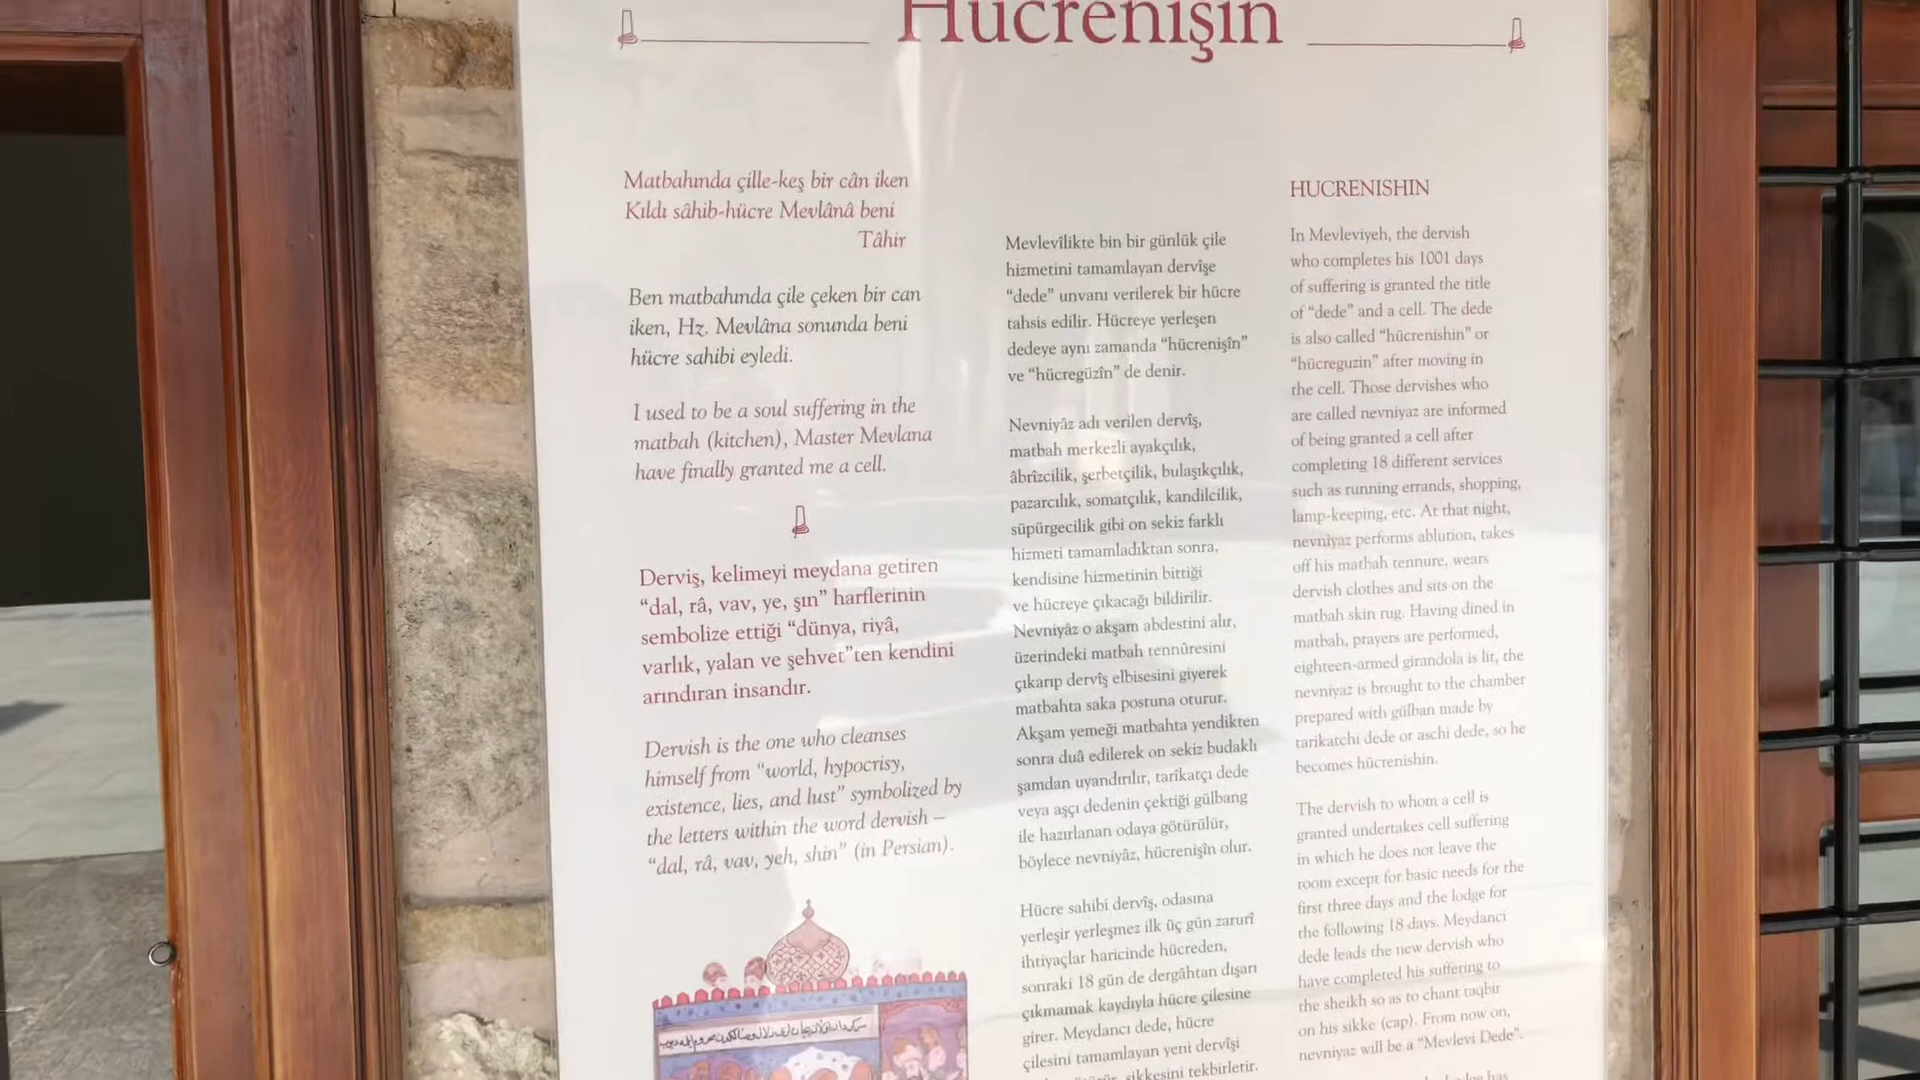 Hücrenişin
Matbahında çille-keş bir cân iken
Kıldı sâhib-hücre Mevlânâ beni
Tâhir
Ben matbahında çile çeken bir can
iken, Hz. Mevlâna sonunda beni
hücre sahibi eyledi.
I used to be a soul suffering in the
matbah (kitchen), Master Mevlana
have finally granted me a cell.
Derviş, kelimeyi meydana getiren
“dal, râ, vav, ye, şın” harflerinin
sembolize ettiği “dünya, riyâ,
varlık, yalan ve şehvet”ten kendini
arındıran insandır.
Dervish is the one who cleanses
himself from “world, hypocrisy,
existence, lies, and lust” symbolized by
the letters within the word dervish –
“dal, râ, vav, yeh, shin” (in Persian).
Mevlevîlikte bin bir günlük çile
hizmetini tamamlayan dervîşe
“dede” unvanı verilerek bir hücre
tahsis edilir. Hücreye yerleşen
dedeye aynı zamanda “hücrenişîn”
ve “hücregüzîn” de denir.
Nevniyâz adı verilen dervîş,
matbah merkezli ayakçılık,
âbrîzcilik, şerbetçilik, bulaşıkçılık,
pazarcılık, somatçılık, kandilcilik,
süpürgecilik gibi on sekiz farklı
hizmeti tamamladıktan sonra,
kendisine hizmetinin bittiği
ve hücreye çıkacağı bildirilir.
Nevniyâz o akşam abdestini alır,
üzerindeki matbah tennûresini
çıkarıp dervîş elbisesini giyerek
matbahta saka postuna oturur.
Akşam yemeği matbahta yendikten
sonra duâ edilerek on sekiz budaklı
şamdan uyandırılır, tarikatçı dede
veya aşçı dedenin çektiği gülbang
ile hazırlanan odaya götürülür,
böylece nevniyâz, hücrenişîn olur.
Hücre sahibi dervîş, odasına
yerleşir yerleşmez ilk üç gün zarurî
ihtiyaçlar haricinde hücreden,
sonraki 18 gün de dergâhtan dışarı
çıkmamak kaydıyla hücre çilesine
girer. Meydancı dede, hücre
çilesini tamamlayan yeni dervîşi
sikkesini tekbirletir.
HUCRENISHIN
In Mevleviyeh, the dervish
who completes his 1001 days
of suffering is granted the title
of “dede” and a cell. The dede
is also called “hücrenishin” or
“hücreguzin” after moving in
the cell. Those dervishes who
are called nevniyaz are informed
of being granted a cell after
completing 18 different services
such as running errands, shopping,
lamp-keeping, etc. At that night,
nevniyaz performs ablution, takes
off his matbah tennure, wears
dervish clothes and sits on the
matbah skin rug. Having dined in
matbah, prayers are performed,
eighteen-armed girandola is lit, the
nevniyaz is brought to the chamber
prepared with gülban made by
tarikatchi dede or aschi dede, so he
becomes hücrenishin.
The dervish to whom a cell is
granted undertakes cell suffering
in which he does not leave the
room except for basic needs for the
first three days and the lodge for
the following 18 days. Meydanci
dede leads the new dervish who
have completed his suffering to
the sheikh so as to chant taqbir
on his sikke (cap). From now on,
nevniyaz will be a “Mevlevi Dede”.